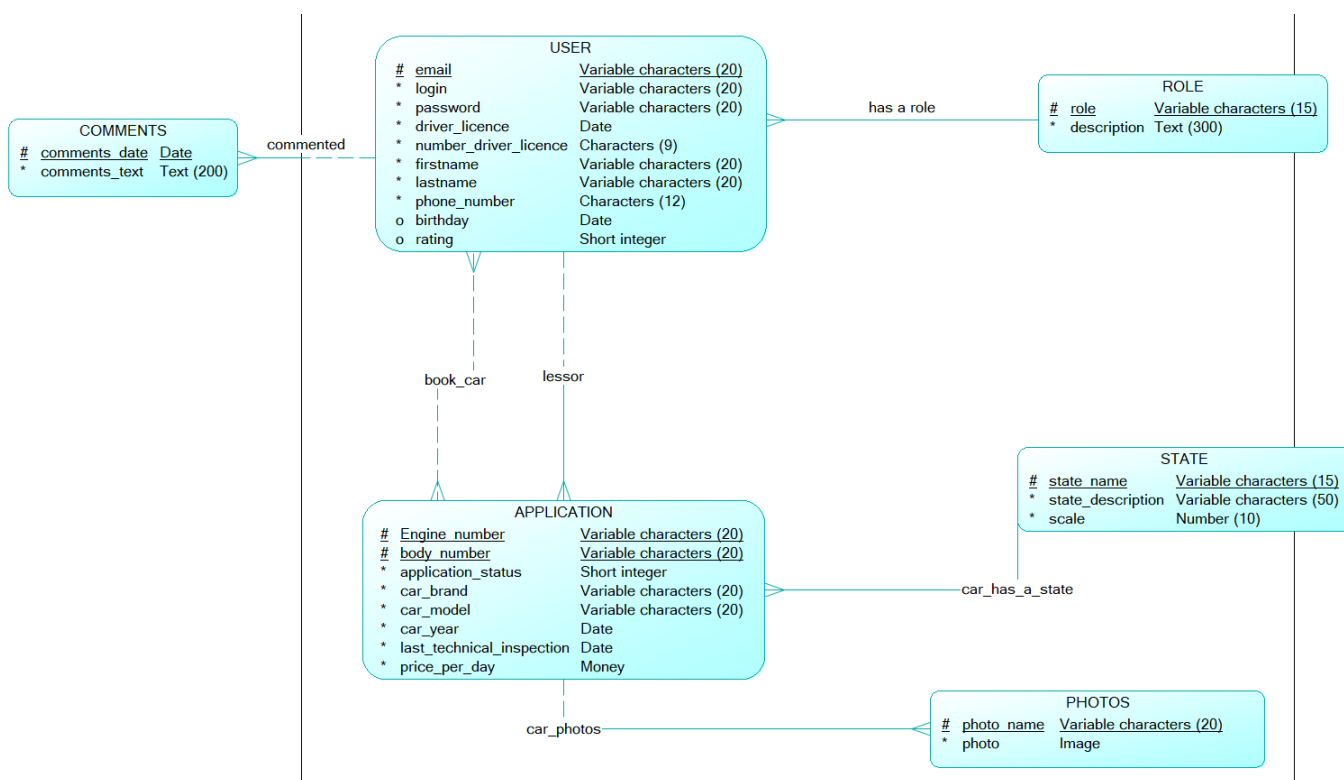 USER
# email Variable characters (20)
* login Variable characters (20)
* password Variable characters (20)
* driver_licence Date
* number_driver_licence Characters (9)
* firstname Variable characters (20)
* lastname Variable characters (20)
* phone_number Characters (12)
o birthday Date
o rating Short integer
has a role
ROLE
# role Variable characters (15)
* description Text (300)
COMMENTS
# comments_date Date
* comments_text Text (200)
commented
book_car
lessor
STATE
# state_name Variable characters (15)
* state_description Variable characters (50)
* scale Number (10)
APPLICATION
# Engine_number Variable characters (20)
# body_number Variable characters (20)
* application_status Short integer
* car_brand Variable characters (20)
* car_model Variable characters (20)
* car_year Date
* last_technical_inspection Date
* price_per_day Money
car_has_a_state
car_photos
PHOTOS
# photo_name Variable characters (20)
* photo Image